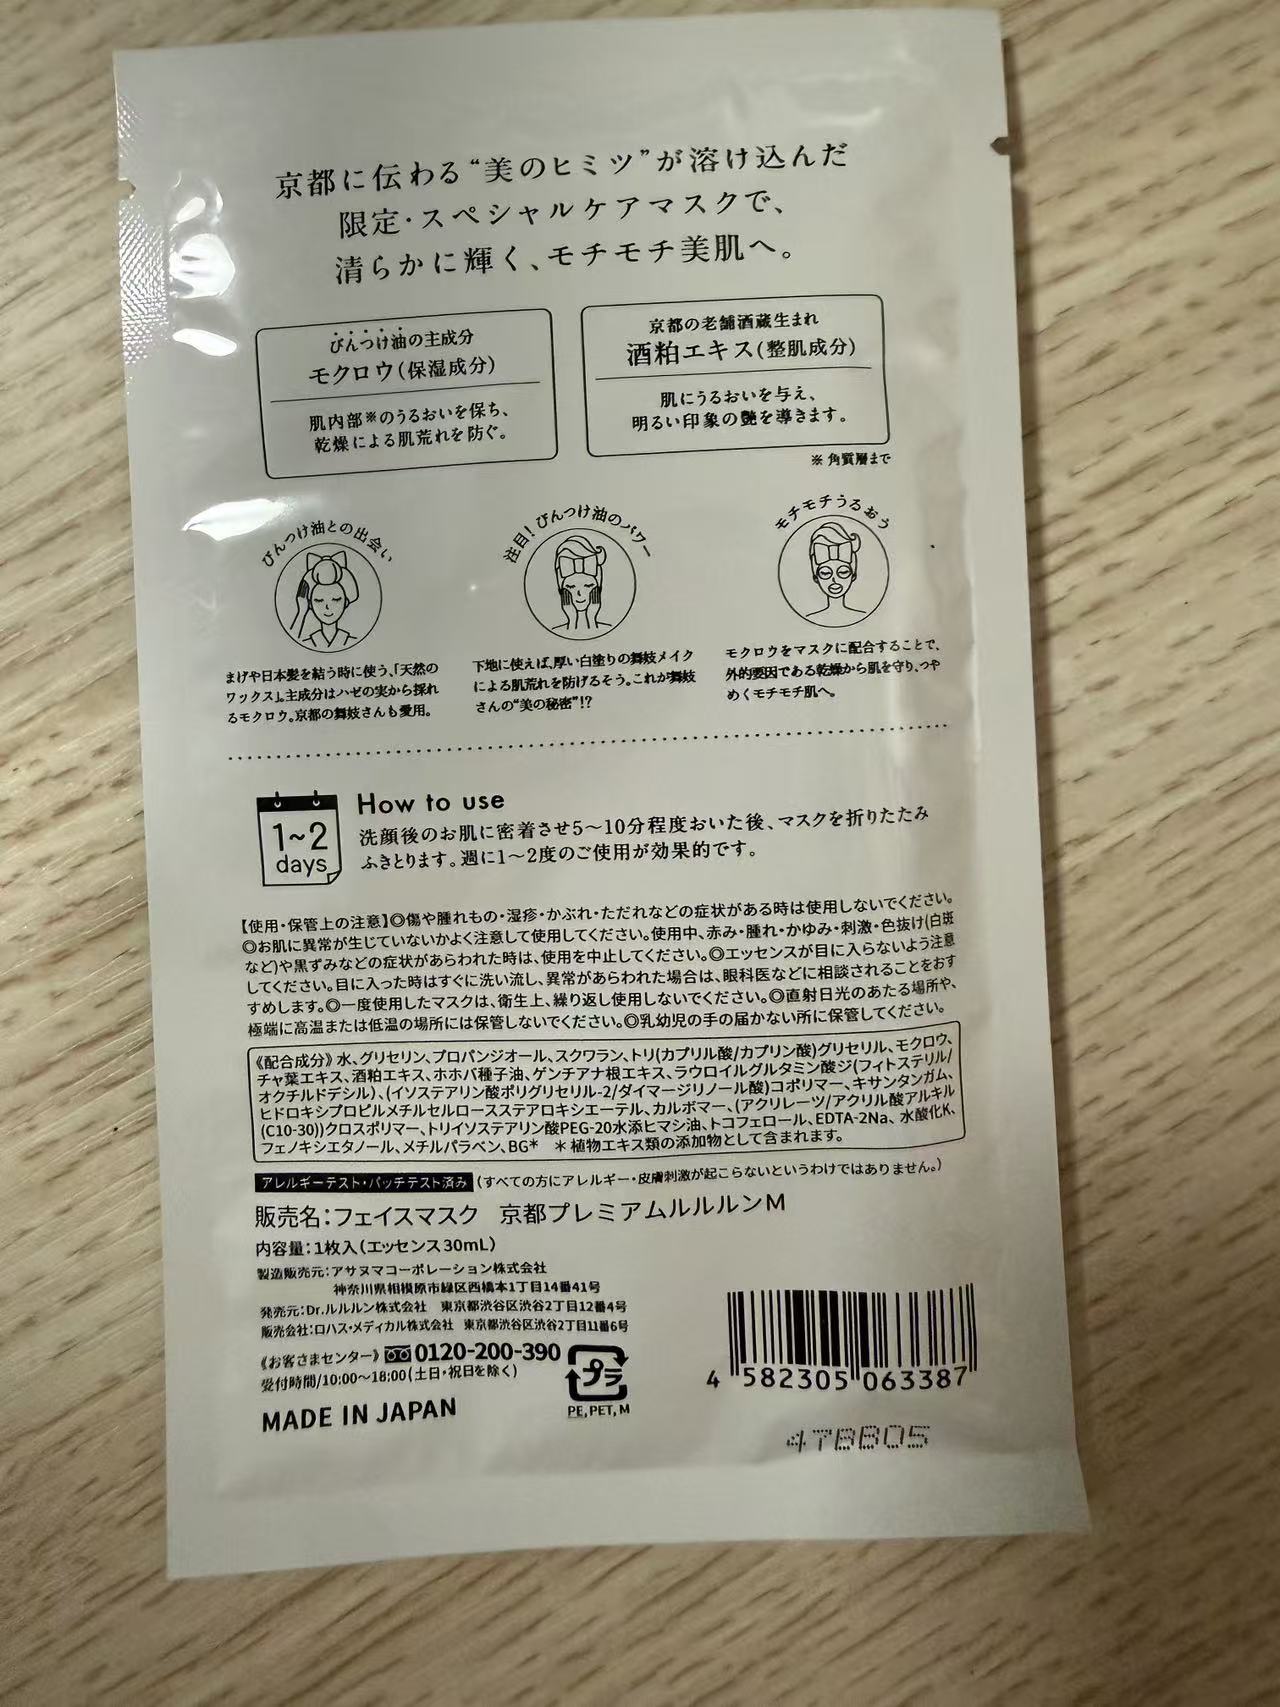 京都に伝わる“美のヒミツ”が溶け込んだ
限定・スペシャルケアマスクで、
清らかに輝く、モチモチ美肌へ。
びんつけ油の主成分
モクロウ(保湿成分)
肌内部※のうるおいを保ち、
乾燥による肌荒れを防ぐ。
京都の老舗酒蔵生まれ
酒粕エキス(整肌成分)
肌にうるおいを与え、
明るい印象の艶を導きます。
※ 角質層まで
びんつけ油との出会い
まげや日本髪を結う時に使う、「天然の
ワックス」。主成分はハゼの実から採れ
るモクロウ。京都の舞妓さんも愛用。
注目!びんつけ油のパワー
下地に使えば、厚い白塗りの舞妓メイク
による肌荒れを防げるそう。これが舞妓
さんの“美の秘密”!?
モチモチうるおう
モクロウをマスクに配合することで、
外的要因である乾燥から肌を守り、つや
めくモチモチ肌へ。
1~2
days
How to use
洗顔後のお肌に密着させ5〜10分程度おいた後、マスクを折りたたみ
ふきとります。週に1〜2度のご使用が効果的です。
【使用・保管上の注意】◎傷や腫れもの・湿疹・かぶれ・ただれなどの症状がある時は使用しないでください。
◎お肌に異常が生じていないかよく注意して使用してください。使用中、赤み・腫れ・かゆみ・刺激・色抜け(白斑
など)や黒ずみなどの症状があらわれた時は、使用を中止してください。◎エッセンスが目に入らないよう注意
してください。目に入った時はすぐに洗い流し、異常があらわれた場合は、眼科医などに相談されることをおす
すめします。◎一度使用したマスクは、衛生上、繰り返し使用しないでください。◎直射日光のあたる場所や、
極端に高温または低温の場所には保管しないでください。◎乳幼児の手の届かない所に保管してください。
《配合成分》水、グリセリン、プロパンジオール、スクワラン、トリ(カプリル酸/カプリン酸)グリセリル、モクロウ、
チャ葉エキス、酒粕エキス、ホホバ種子油、ゲンチアナ根エキス、ラウロイルグルタミン酸ジ(フィトステリル/
オクチルドデシル)、(イソステアリン酸ポリグリセリル-2/ダイマージリノール酸)コポリマー、キサンタンガム、
ヒドロキシプロピルメチルセルロースステアロキシエーテル、カルボマー、(アクリレーツ/アクリル酸アルキル
(C10-30))クロスポリマー、トリイソステアリン酸PEG-20水添ヒマシ油、トコフェロール、EDTA-2Na、水酸化K、
フェノキシエタノール、メチルパラベン、BG＊ ＊植物エキス類の添加物として含まれます。
アレルギーテスト・パッチテスト済み (すべての方にアレルギー・皮膚刺激が起こらないというわけではありません。)
販売名:フェイスマスク 京都プレミアムルルルンM
内容量:1枚入(エッセンス30mL)
製造販売元:アサヌマコーポレーション株式会社
神奈川県相模原市緑区西橋本1丁目14番41号
発売元:Dr.ルルルン株式会社 東京都渋谷区渋谷2丁目12番4号
販売会社:ロハス・メディカル株式会社 東京都渋谷区渋谷2丁目11番6号
《お客さまセンター》0120-200-390
受付時間/10:00〜18:00(土日・祝日を除く)
MADE IN JAPAN
プラ
PE, PET, M
4 582305 063387
47BB05